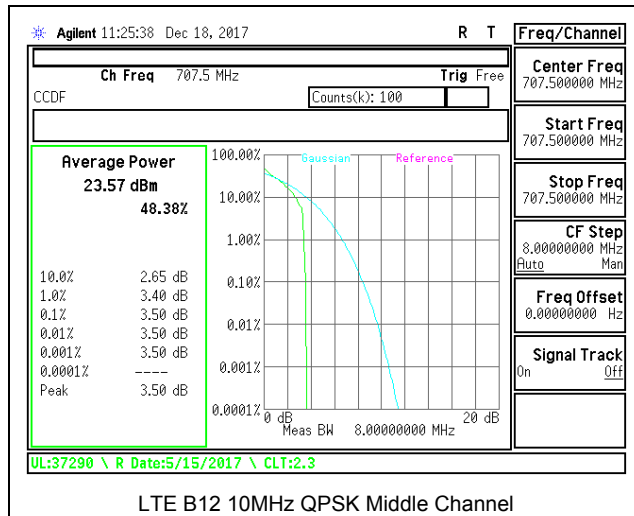 Agilent 11:25:38 Dec 18, 2017 R T
Freq/Channel
Ch Freq 707.5 MHz Trig Free
CCDF Counts(k): 100
Average Power
23.57 dBm
48.38%
10.0% 2.65 dB
1.0% 3.40 dB
0.1% 3.50 dB
0.01% 3.50 dB
0.001% 3.50 dB
0.0001% ----
Peak 3.50 dB
Gaussian Reference
100.00%
10.00%
1.00%
0.10%
0.01%
0.001%
0.0001%
0 dB 20 dB
Meas BW 8.00000000 MHz
Center Freq
707.500000 MHz
Start Freq
707.500000 MHz
Stop Freq
707.500000 MHz
CF Step
8.00000000 MHz
Auto Man
Freq Offset
0.00000000 Hz
Signal Track
On Off
UL:37290 \ R Date:5/15/2017 \ CLT:2.3
LTE B12 10MHz QPSK Middle Channel